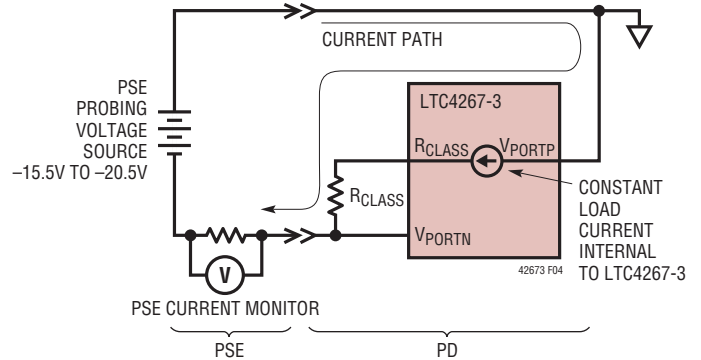 CURRENT PATH
PSE
PROBING
VOLTAGE
SOURCE
–15.5V TO –20.5V
LTC4267-3
RCLASS
VPORTP
RCLASS
VPORTN
CONSTANT
LOAD
CURRENT
INTERNAL
TO LTC4267-3
42673 F04
V
PSE CURRENT MONITOR
PSE
PD